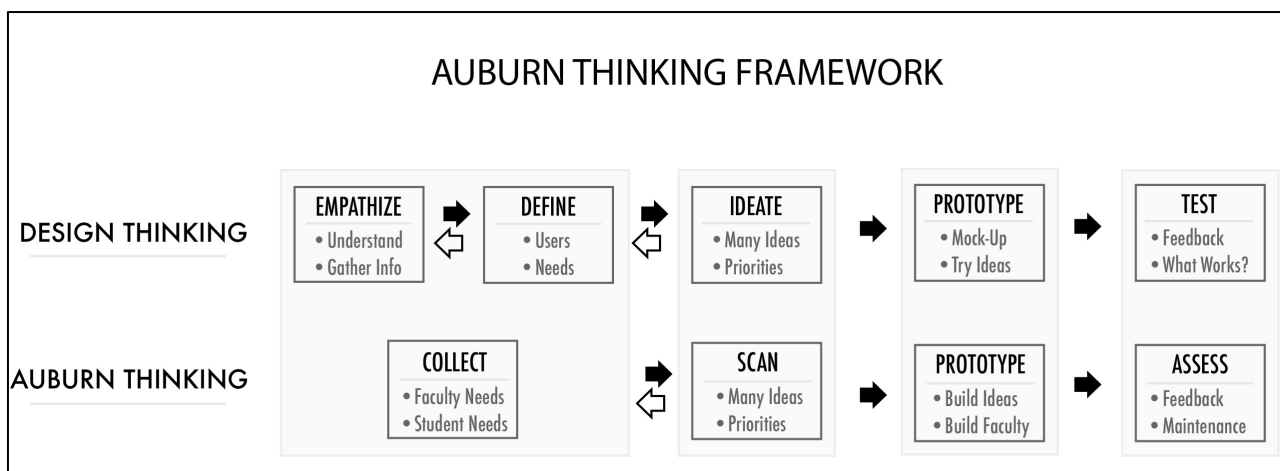 AUBURN THINKING FRAMEWORK
DESIGN THINKING
EMPATHIZE
• Understand
• Gather Info
DEFINE
• Users
• Needs
IDEATE
• Many Ideas
• Priorities
PROTOTYPE
• Mock-Up
• Try Ideas
TEST
• Feedback
• What Works?
AUBURN THINKING
COLLECT
• Faculty Needs
• Student Needs
SCAN
• Many Ideas
• Priorities
PROTOTYPE
• Build Ideas
• Build Faculty
ASSESS
• Feedback
• Maintenance